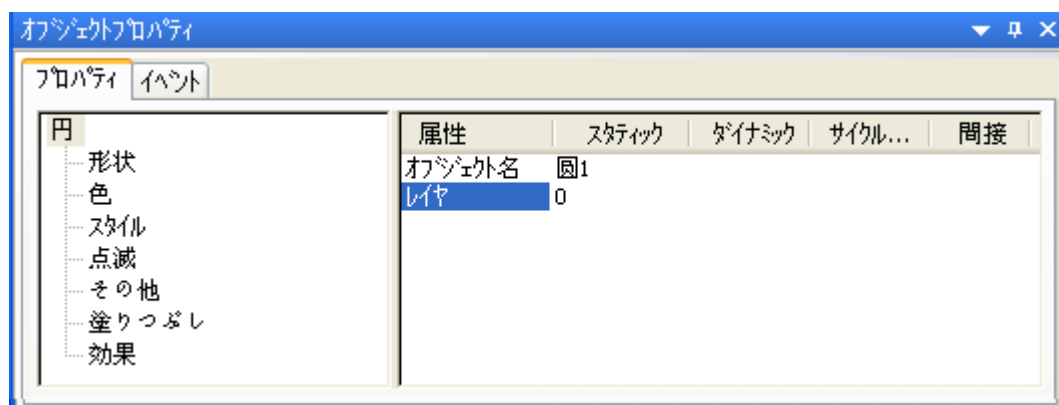 ｵﾌﾞｼﾞｪｸﾄﾌﾟﾛﾊﾟﾃｨ
ﾌﾟﾛﾊﾟﾃｨ ｲﾍﾞﾝﾄ
円
形状
色
ｽﾀｲﾙ
点滅
その他
塗りつぶし
効果
属性 ｽﾀﾃｨｯｸ ﾀﾞｲﾅﾐｯｸ ｻｲｸﾙ... 間接
ｵﾌﾞｼﾞｪｸﾄ名 圆1
ﾚｲﾔ 0